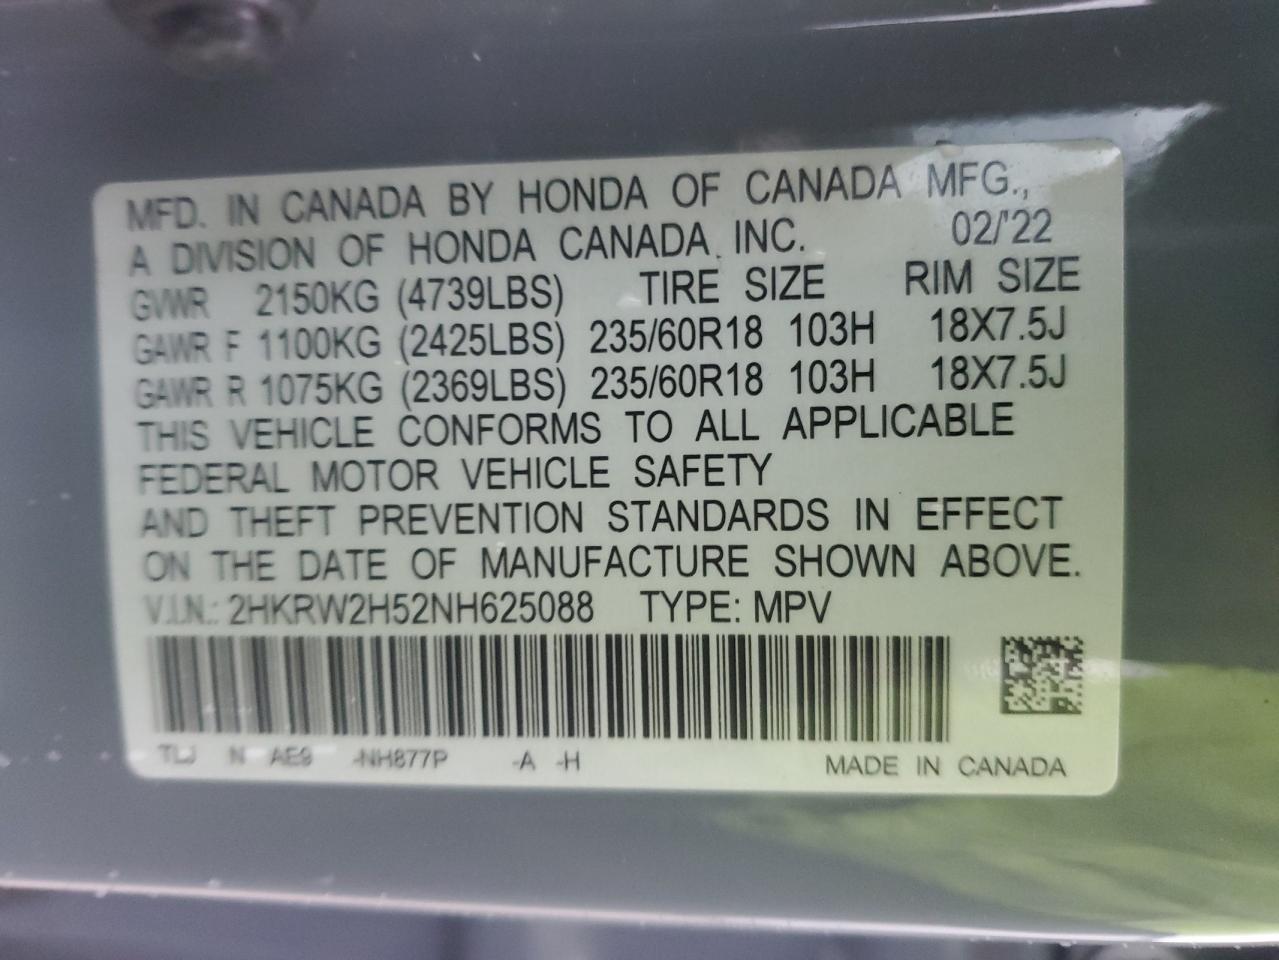 MFD. IN CANADA BY HONDA OF CANADA MFG.,
A DIVISION OF HONDA CANADA INC. 02/'22
GVWR 2150KG (4739LBS) TIRE SIZE RIM SIZE
GAWR F 1100KG (2425LBS) 235/60R18 103H 18X7.5J
GAWR R 1075KG (2369LBS) 235/60R18 103H 18X7.5J
THIS VEHICLE CONFORMS TO ALL APPLICABLE
FEDERAL MOTOR VEHICLE SAFETY
AND THEFT PREVENTION STANDARDS IN EFFECT
ON THE DATE OF MANUFACTURE SHOWN ABOVE.
V.I.N.: 2HKRW2H52NH625088 TYPE: MPV
TLJ N AE9 -NH877P -A -H MADE IN CANADA